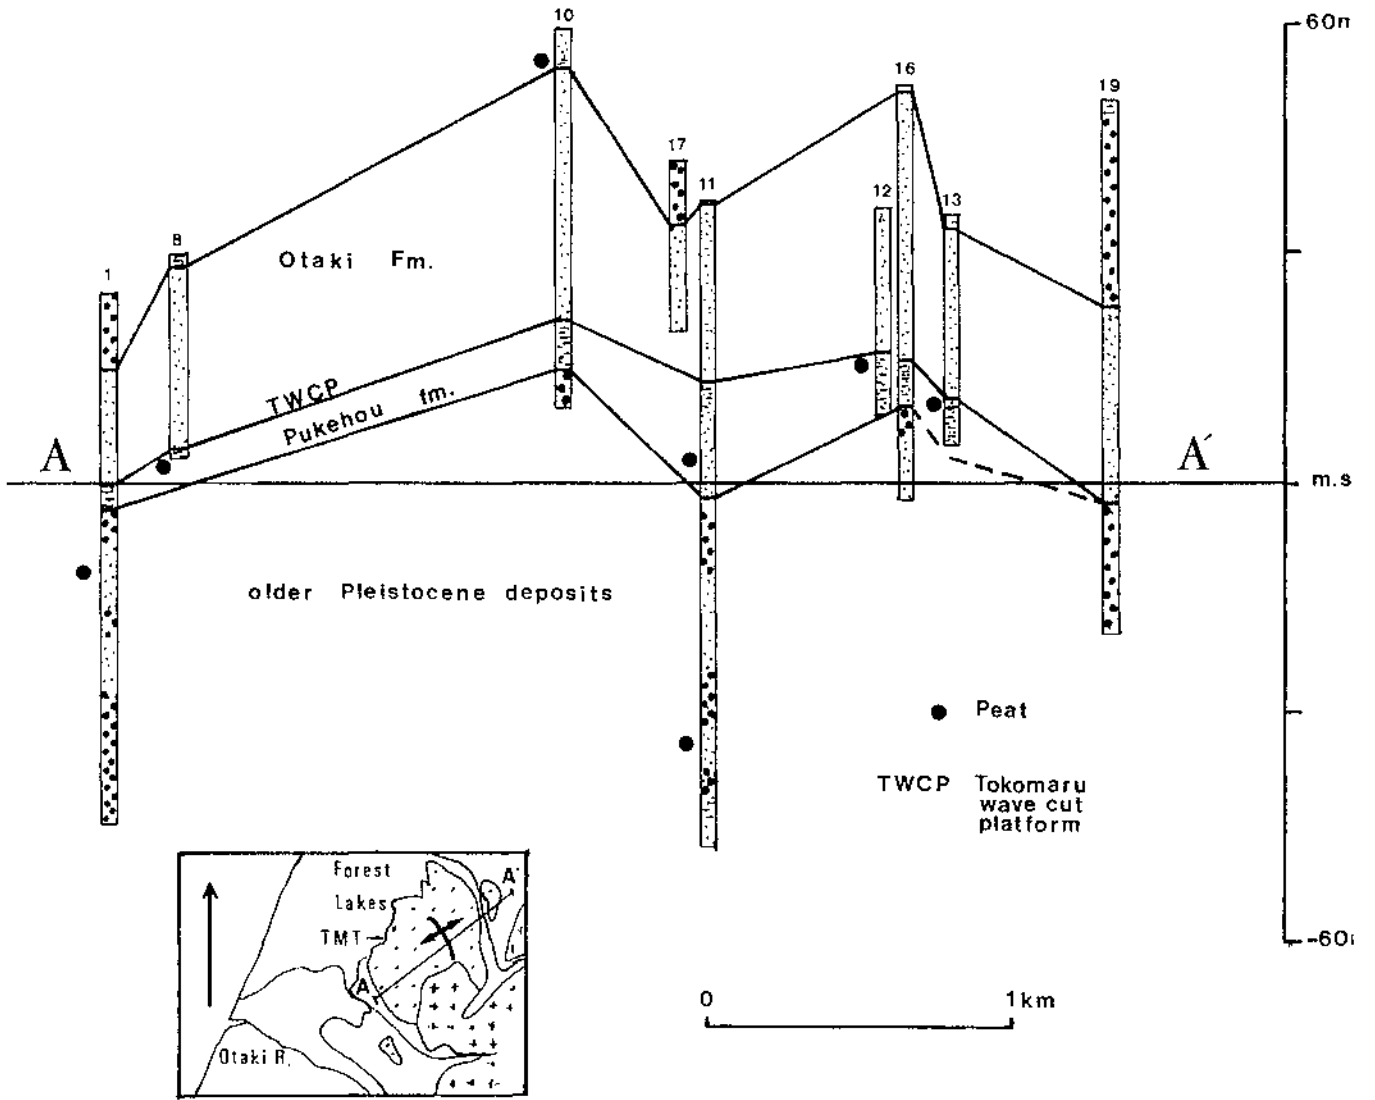 10
60m
16
19
17
11
12
13
8
1
Otaki Fm.
TWCP
Pukehou fm.
A
A´
m.s
older Pleistocene deposits
Peat
TWCP Tokomaru
wave cut
platform
Forest
Lakes
TMT
A´
A
Otaki R.
-60
0
1km